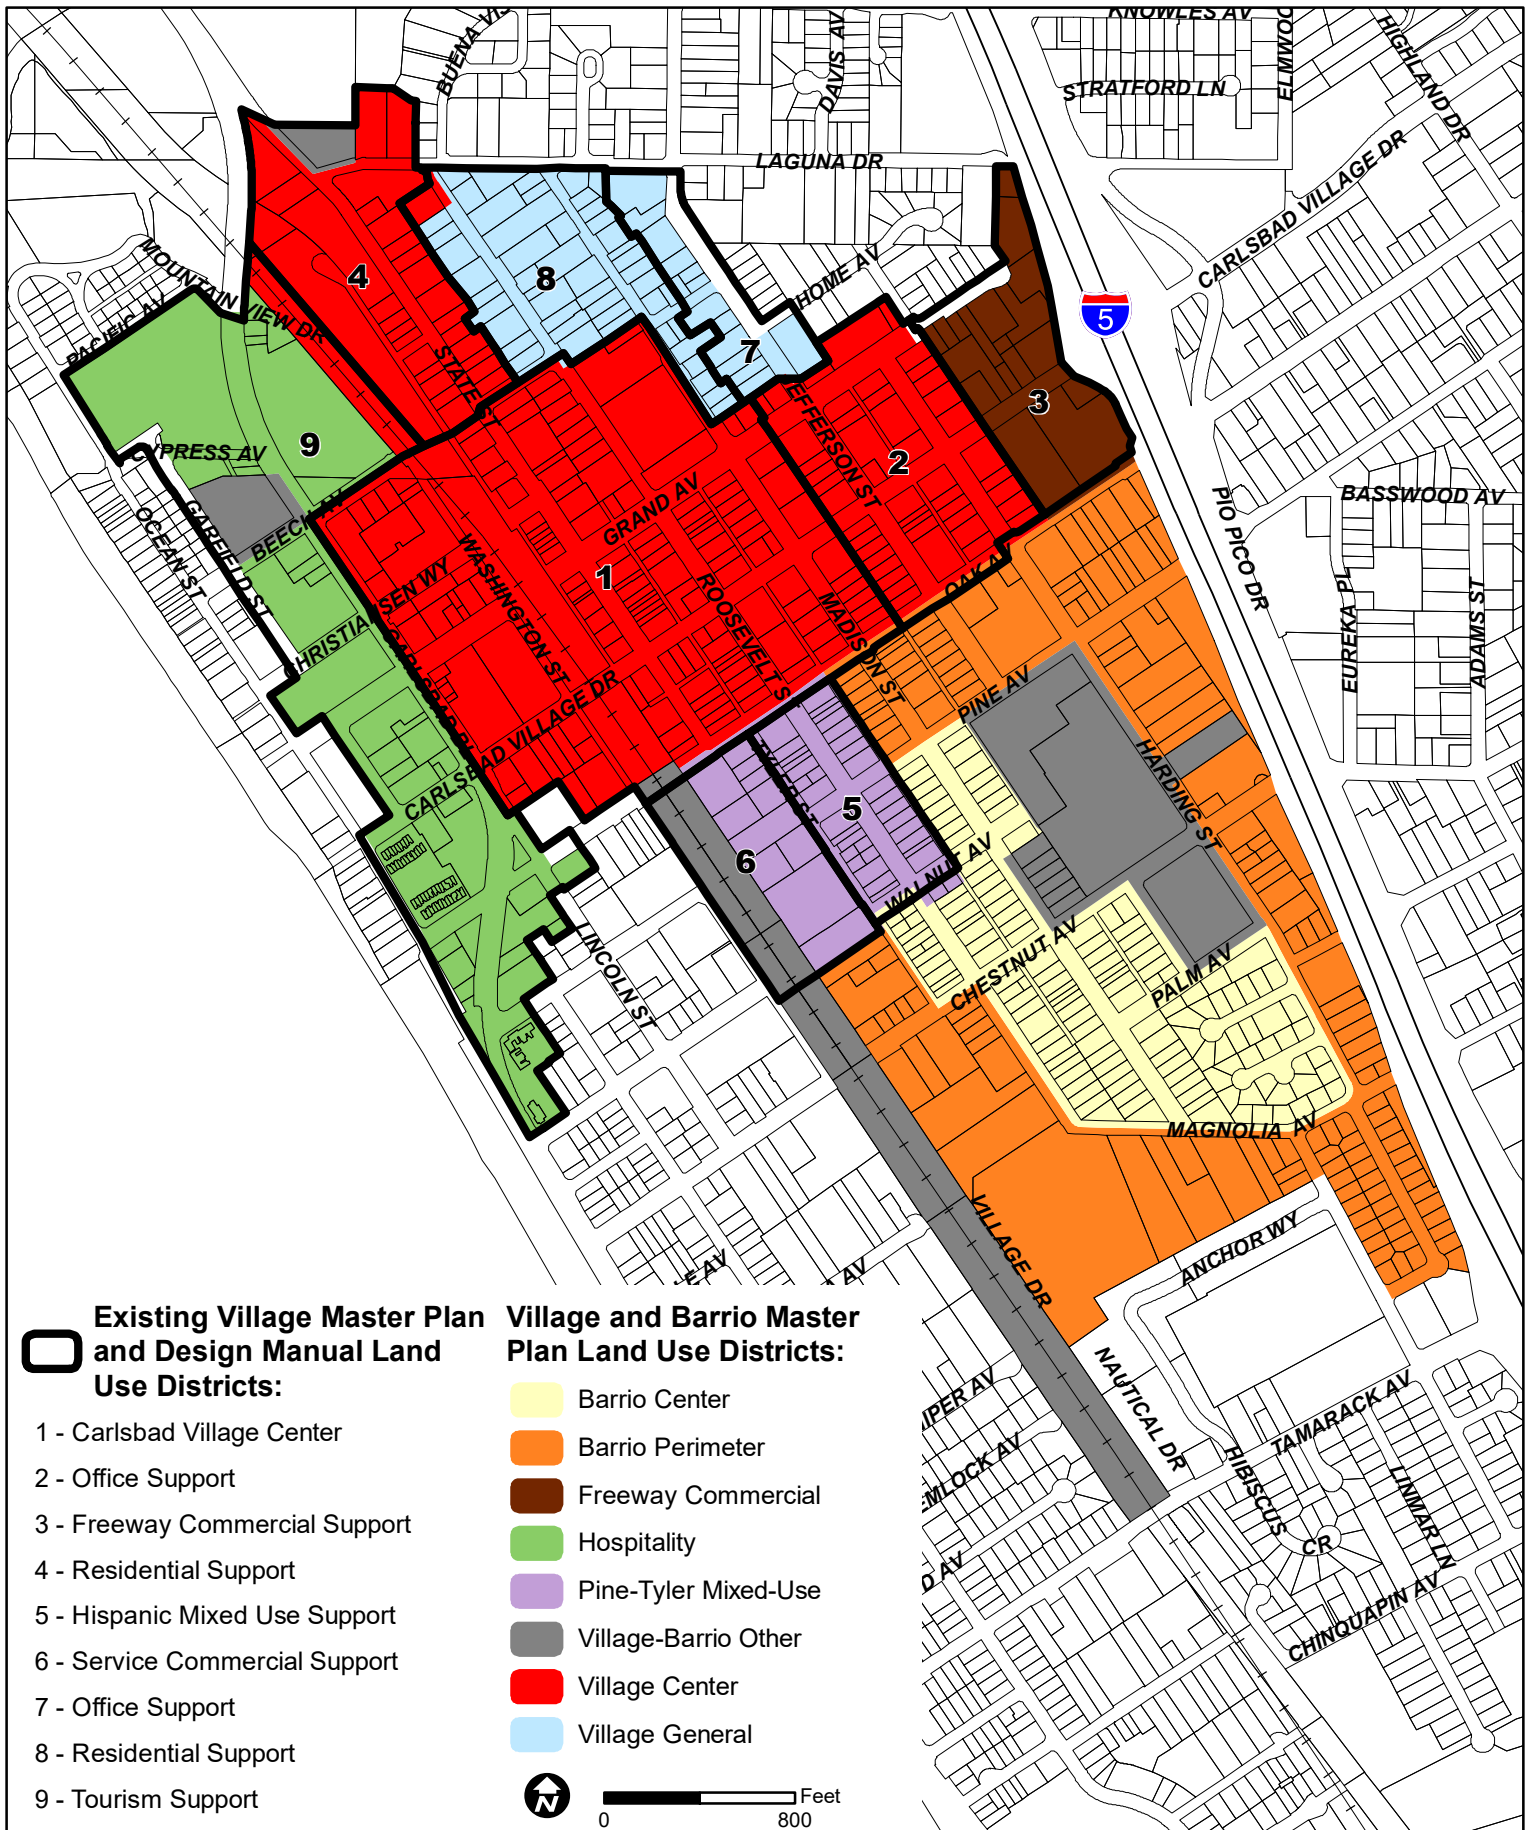 KNOWLES AV
HIGHLAND DR
DAVIS AV
STRATFORD LN
LAGUNA DR
CARLSBAD VILLAGE DR
MOUNTAIN VIEW DR
HOME AV
PACIFIC AV
4
8
7
5
3
STATE ST
JEFFERSON ST
9
2
CYPRESS AV
GRAND AV
BASSWOOD AV
PIO PICO DR
BEECH AV
GARFIELD ST
OCEAN ST
WASHINGTON ST
1
OAK AV
ROOSEVELT S
MADISON ST
EUREKA PL
ADAMS ST
CHRISTIANSEN WY
CARLSBAD BL
CARLSBAD VILLAGE DR
PINE AV
HARDING ST
TYLER ST
5
6
WALNUT AV
CHESTNUT AV
PALM AV
LINCOLN ST
MAGNOLIA AV
VILLAGE DR
ANCHOR WY
AV
NAUTICAL DR
TAMARACK AV
HIBISCUS CR
LINMAR LN
CHINQUAPIN AV
Existing Village Master Plan
and Design Manual Land
Use Districts:
1 - Carlsbad Village Center
2 - Office Support
3 - Freeway Commercial Support
4 - Residential Support
5 - Hispanic Mixed Use Support
6 - Service Commercial Support
7 - Office Support
8 - Residential Support
9 - Tourism Support
Village and Barrio Master
Plan Land Use Districts:
Barrio Center
Barrio Perimeter
Freeway Commercial
Hospitality
Pine-Tyler Mixed-Use
Village-Barrio Other
Village Center
Village General
N
Feet
0 800